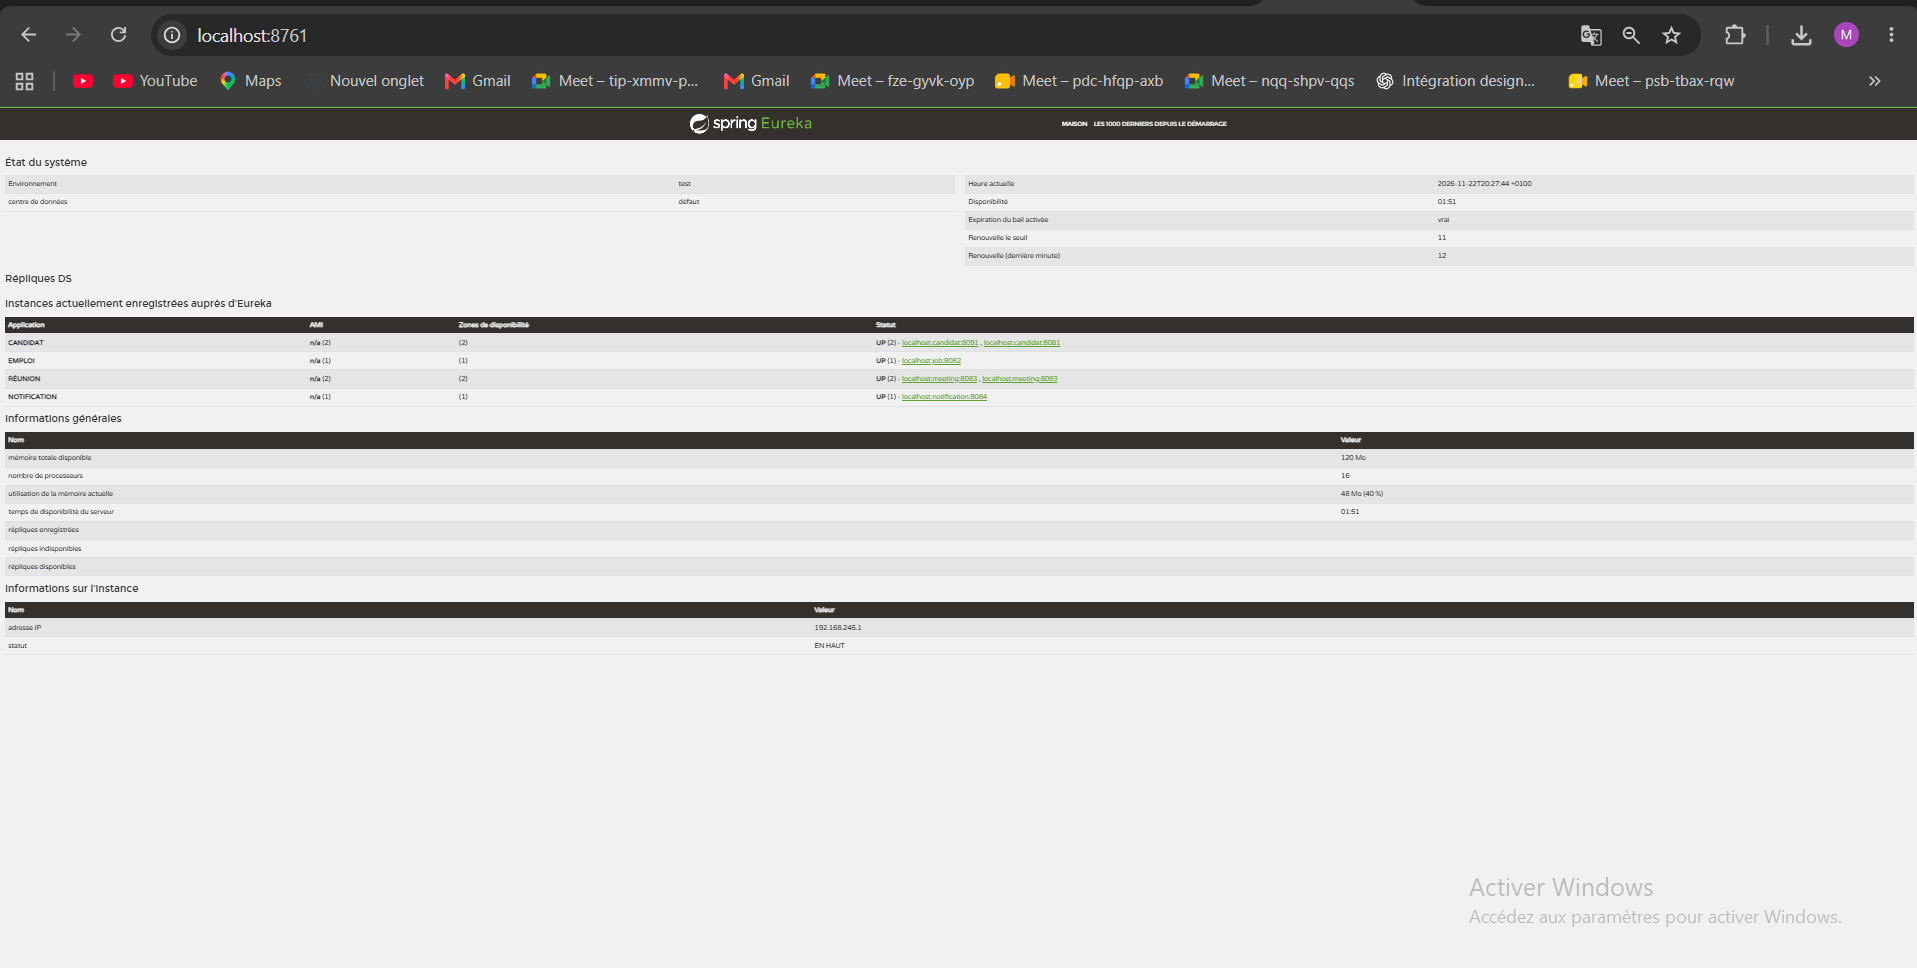 localhost:8761
M
YouTube Maps Nouvel onglet Gmail Meet – tip-xmmv-p... Gmail Meet – fze-gyvk-oyp Meet – pdc-hfqp-axb Meet – nqq-shpv-qqs Intégration design... Meet – psb-tbax-rqw »
spring Eureka MAISON LES 1000 DERNIERS DEPUIS LE DÉMARRAGE
État du système
Environnement test
centre de données défaut
Heure actuelle 2026-11-22T20:27:44 +0100
Disponibilité 01:51
Expiration du bail activée vrai
Renouvelle le seuil 11
Renouvelle (dernière minute) 12
Répliques DS
Instances actuellement enregistrées auprès d'Eureka
Application AMI Zones de disponibilité Statut
CANDIDAT n/a (2) (2) UP (2) - localhost:candidat:8091 , localhost:candidat:8081
EMPLOI n/a (1) (1) UP (1) - localhost:job:8082
RÉUNION n/a (2) (2) UP (2) - localhost:meeting:8083 , localhost:meeting:8093
NOTIFICATION n/a (1) (1) UP (1) - localhost:notification:8084
Informations générales
Nom Valeur
mémoire totale disponible 120 Mo
nombre de processeurs 16
utilisation de la mémoire actuelle 48 Mo (40 %)
temps de disponibilité du serveur 01:51
répliques enregistrées
répliques indisponibles
répliques disponibles
Informations sur l'instance
Nom Valeur
adresse IP 192.168.245.1
statut EN HAUT
Activer Windows
Accédez aux paramètres pour activer Windows.